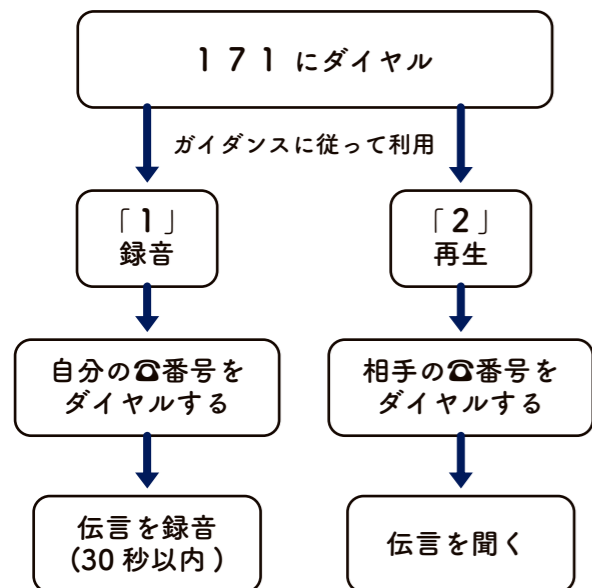 171 にダイヤル
ガイダンスに従って利用
「1」
録音
「2」
再生
自分の☎番号を
ダイヤルする
相手の☎番号を
ダイヤルする
伝言を録音
(30 秒以内)
伝言を聞く